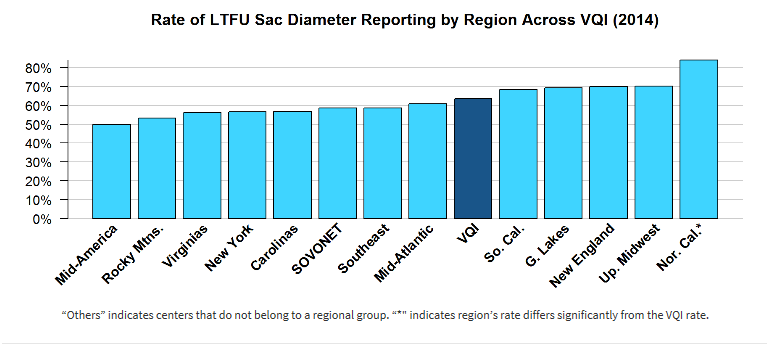 Rate of LTFU Sac Diameter Reporting by Region Across VQI (2014)
80%
70%
60%
50%
40%
30%
20%
10%
0%
Mid-America
Rocky Mtns.
Virginias
New York
Carolinas
SOVONET
Southeast
Mid-Atlantic
VQI
So. Cal.
G. Lakes
New England
Up. Midwest
Nor. Cal.*
“Others” indicates centers that do not belong to a regional group. “*” indicates region’s rate differs significantly from the VQI rate.